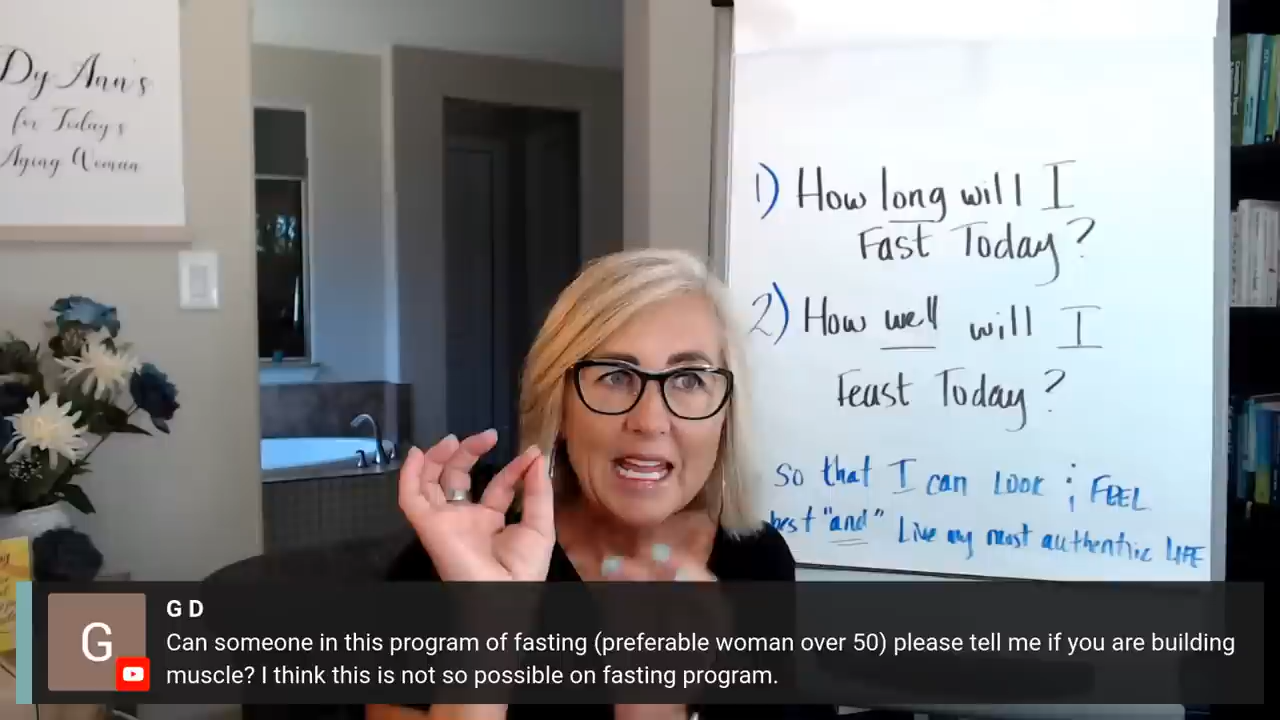 Dy Ann's
for Today's
Aging Woman
1) How long will I
Fast Today?
2) How well will I
Feast Today?
so that I can Look ; FEEL
best "and" Live my most authentic LIFE
G
G D
Can someone in this program of fasting (preferable woman over 50) please tell me if you are building
muscle? I think this is not so possible on fasting program.